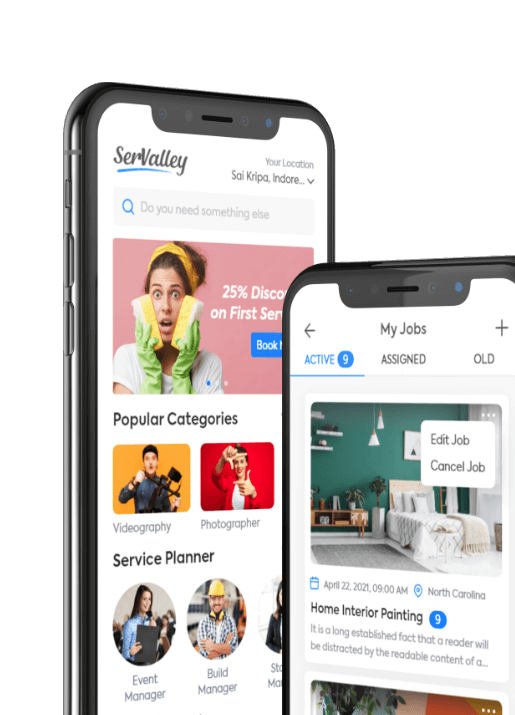 SerValley
Your Location
Sai Kripa, Indore...
Do you need something else
25% Disco
on First Ser
Book
Popular Categories
Videography
Photographer
Service Planner
Event
Manager
Build
Manager
My Jobs
ACTIVE 9
ASSIGNED
OLD
Edit Job
Cancel Job
April 22, 2021, 09:00 AM
North Carolina
Home Interior Painting 9
It is a long established fact that a reader will
be distracted by the readable content of a...